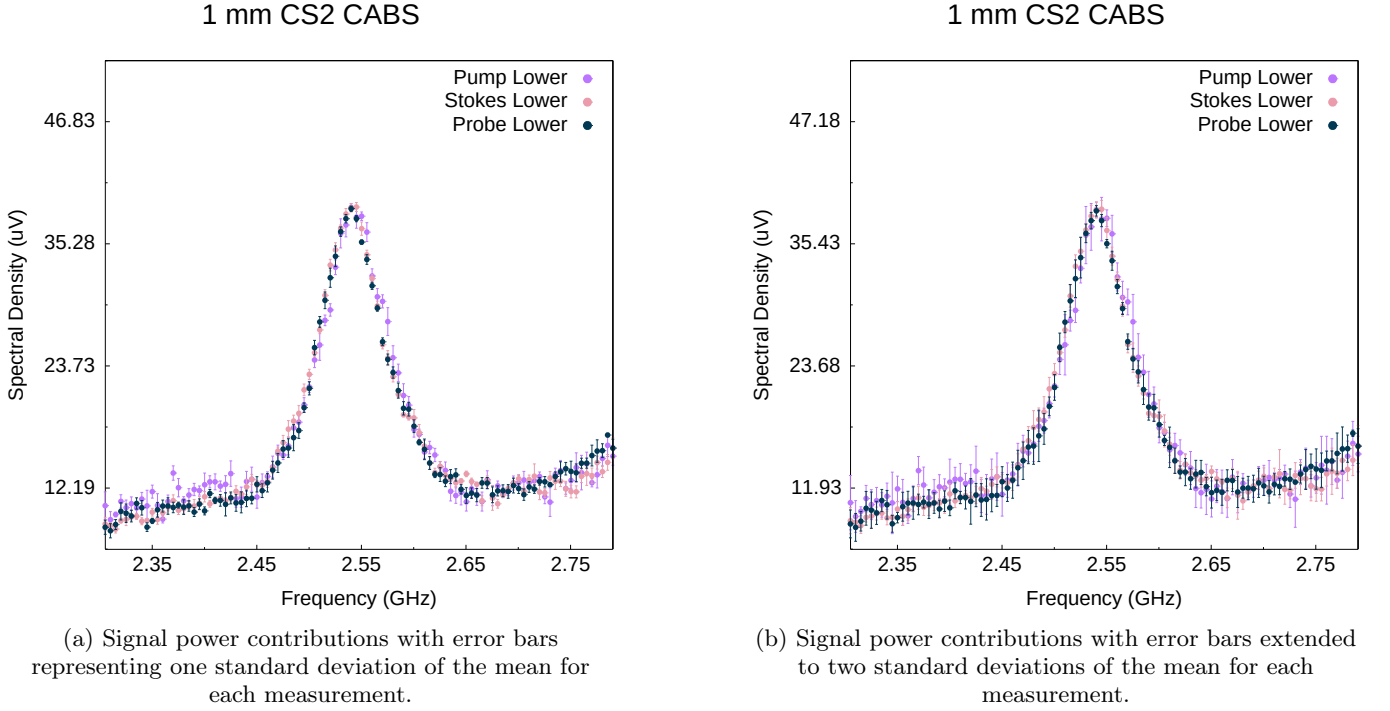 1 mm CS2 CABS
Pump Lower
Stokes Lower
Probe Lower
46.83
35.28
23.73
12.19
Spectral Density (uV)
2.35 2.45 2.55 2.65 2.75
Frequency (GHz)
(a) Signal power contributions with error bars
representing one standard deviation of the mean for
each measurement.
1 mm CS2 CABS
Pump Lower
Stokes Lower
Probe Lower
47.18
35.43
23.68
11.93
Spectral Density (uV)
2.35 2.45 2.55 2.65 2.75
Frequency (GHz)
(b) Signal power contributions with error bars extended
to two standard deviations of the mean for each
measurement.